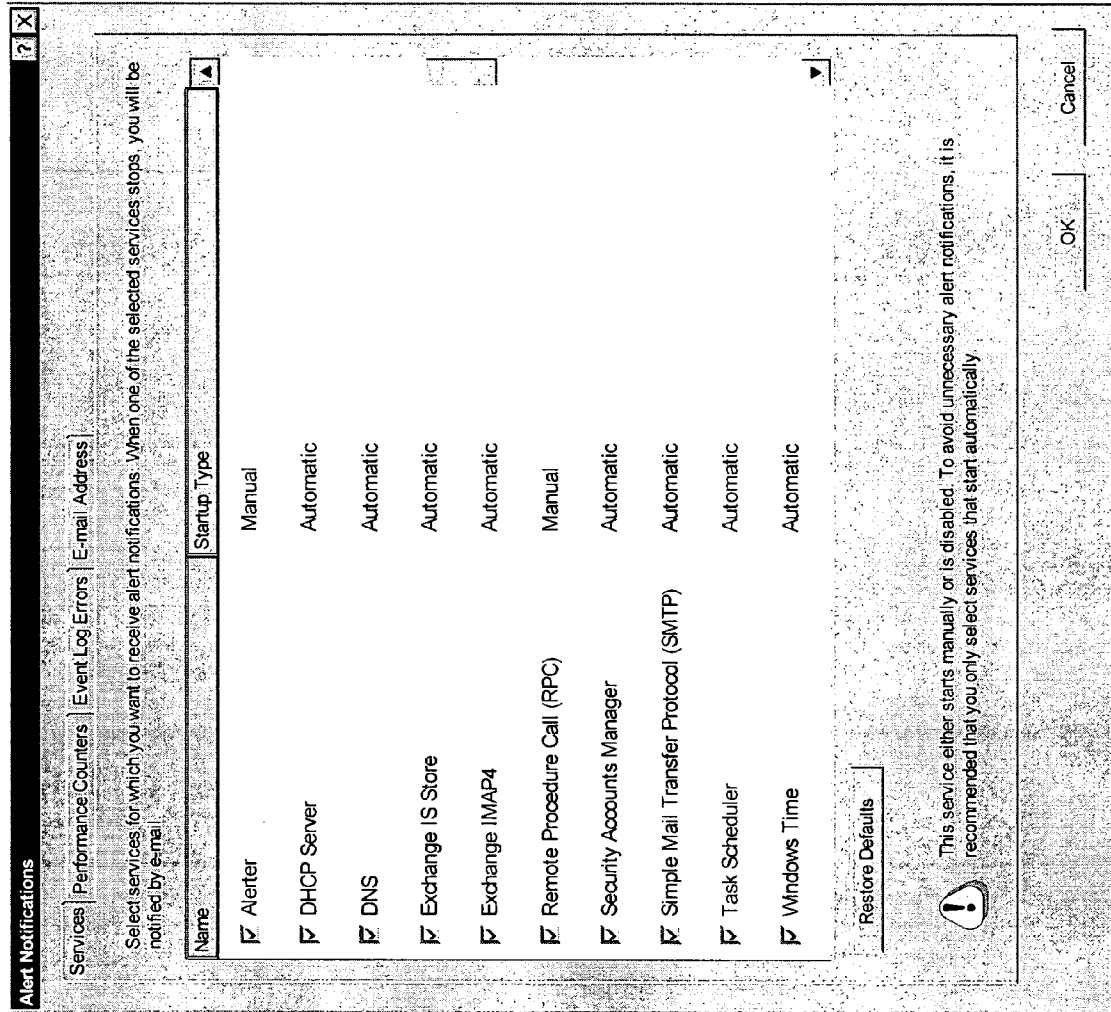 Alert Notifications
? X
Services Performance Counters Event Log Errors E-mail Address
Select services for which you want to receive alert notifications. When one of the selected services stops, you will be
notified by e-mail.
Name Startup Type
Alerter Manual
DHCP Server Automatic
DNS Automatic
Exchange IS Store Automatic
Exchange IMAP4 Automatic
Remote Procedure Call (RPC) Manual
Security Accounts Manager Automatic
Simple Mail Transfer Protocol (SMTP) Automatic
Task Scheduler Automatic
Windows Time Automatic
Restore Defaults
This service either starts manually or is disabled. To avoid unnecessary alert notifications, it is
recommended that you only select services that start automatically.
OK Cancel